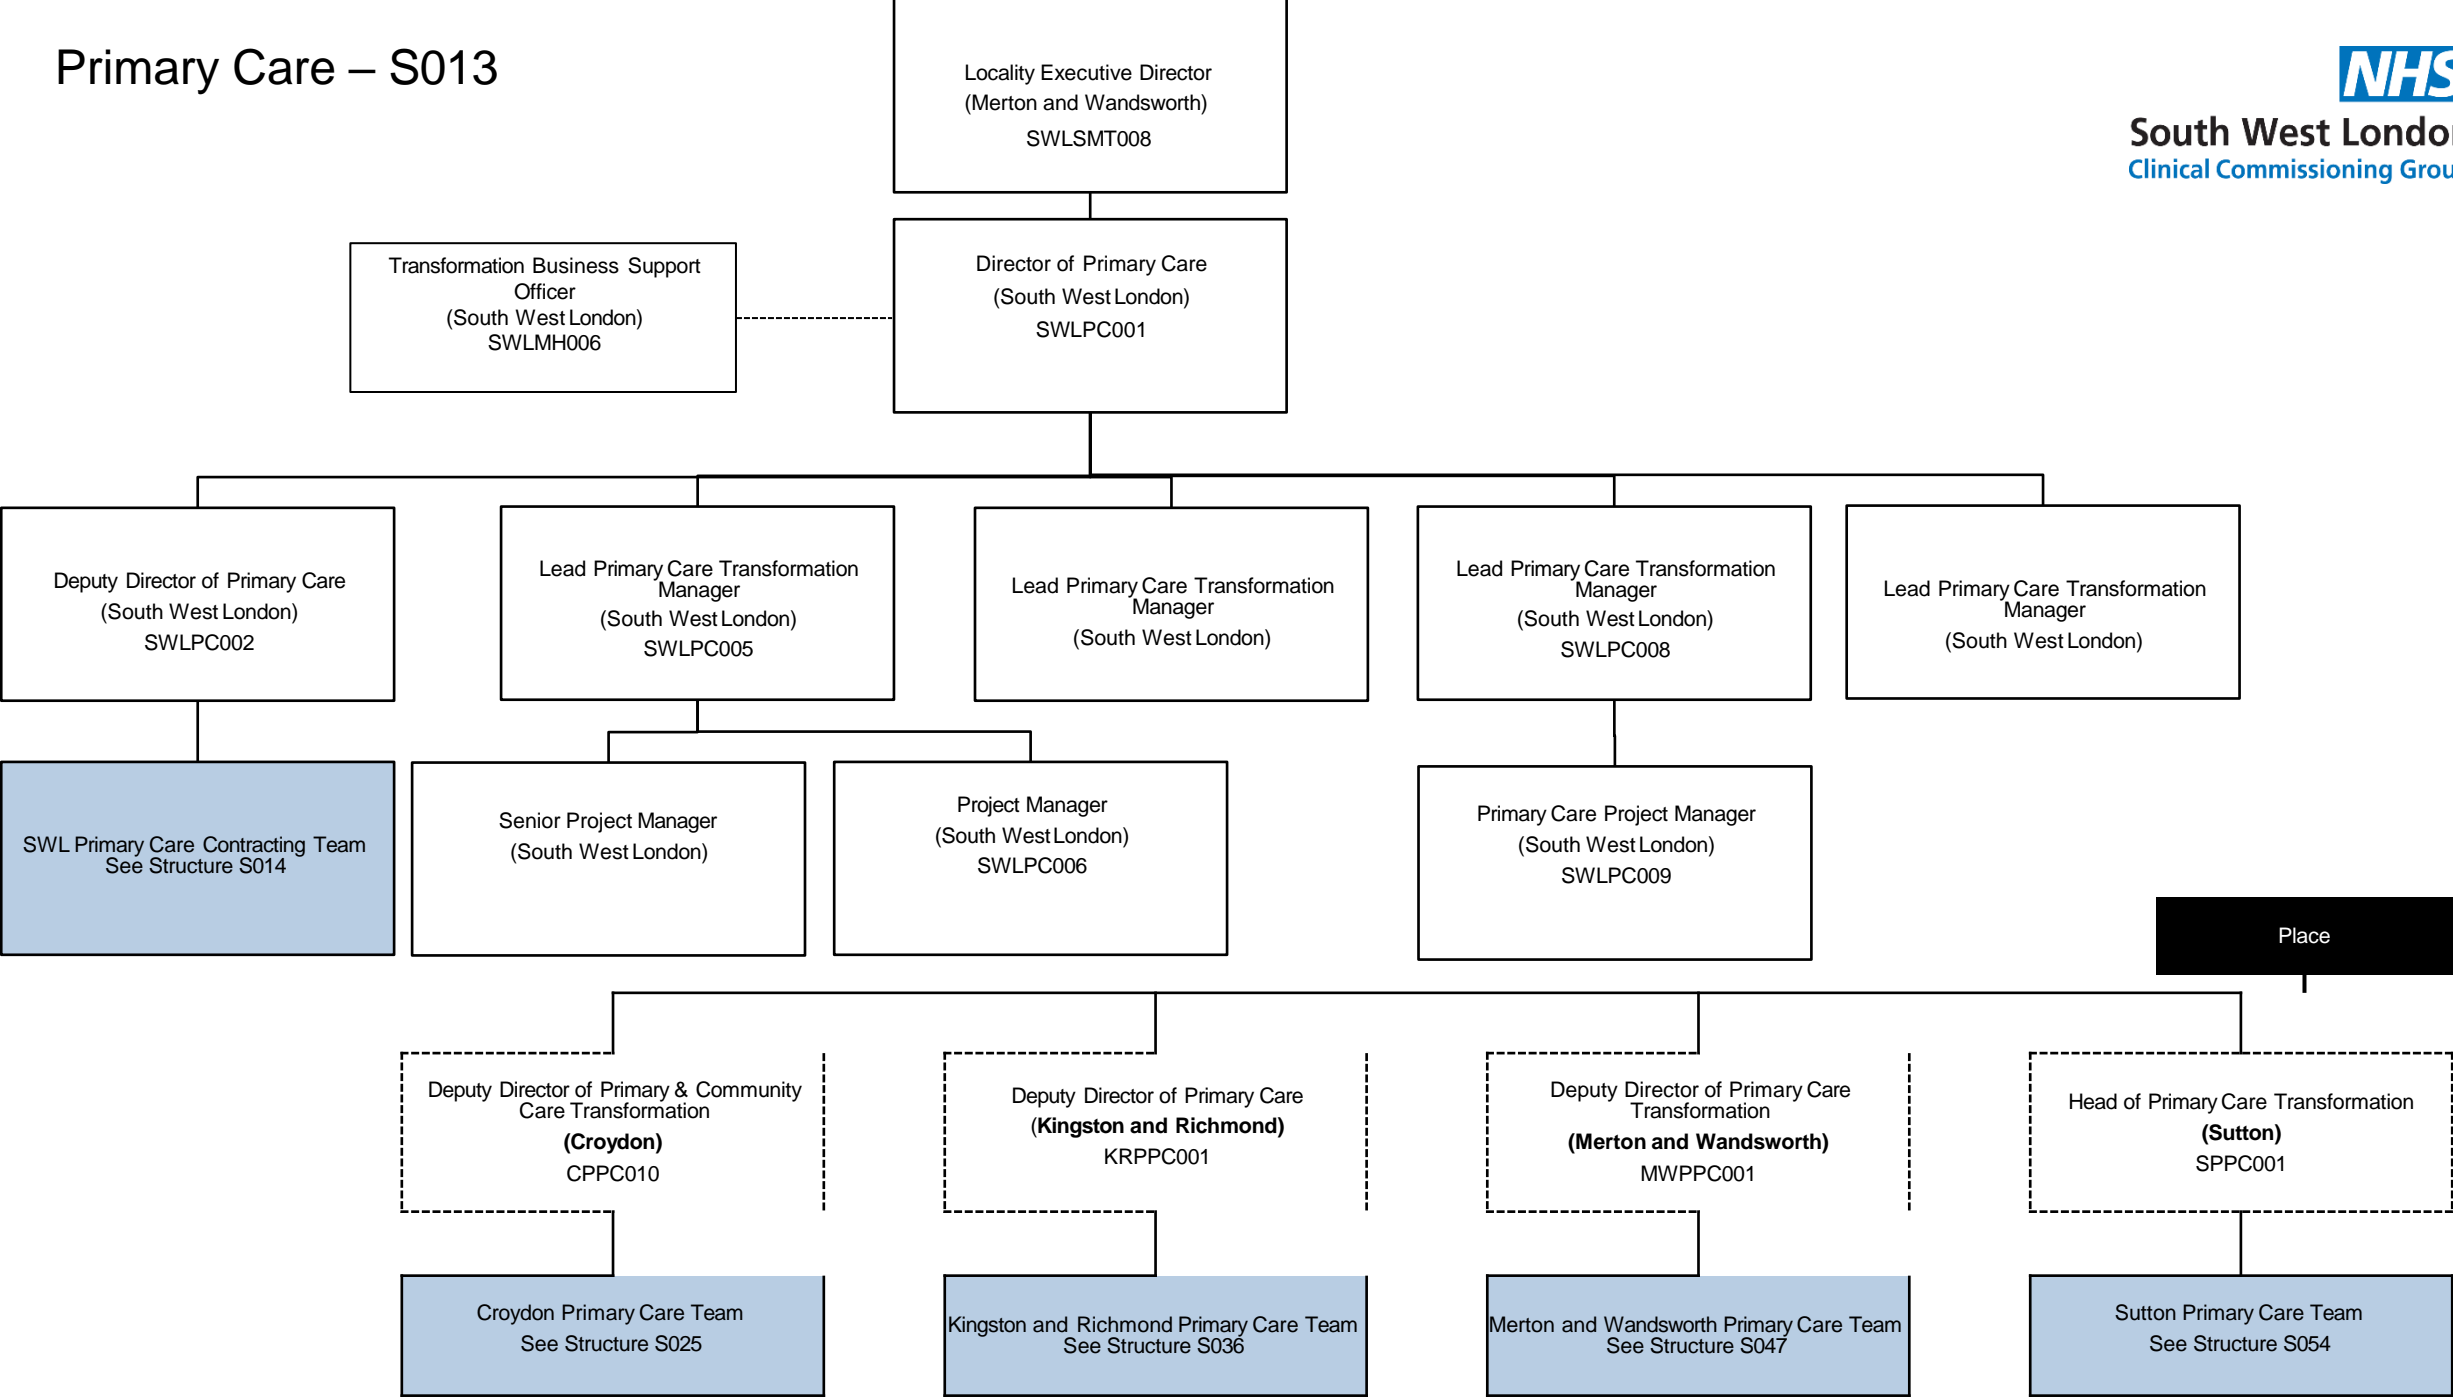 Primary Care – S013
Locality Executive Director
(Merton and Wandsworth)
SWLSMT008
NHS
South West London
Clinical Commissioning Grou
Transformation Business Support
Officer
(South West London)
SWLMH006
Director of Primary Care
(South West London)
SWLPC001
Deputy Director of Primary Care
(South West London)
SWLPC002
Lead Primary Care Transformation
Manager
(South West London)
SWLPC005
Lead Primary Care Transformation
Manager
(South West London)
Lead Primary Care Transformation
Manager
(South West London)
SWLPC008
Lead Primary Care Transformation
Manager
(South West London)
SWL Primary Care Contracting Team
See Structure S014
Senior Project Manager
(South West London)
Project Manager
(South West London)
SWLPC006
Primary Care Project Manager
(South West London)
SWLPC009
Place
Deputy Director of Primary & Community
Care Transformation
(Croydon)
CPPC010
Deputy Director of Primary Care
(Kingston and Richmond)
KRPPC001
Deputy Director of Primary Care
Transformation
(Merton and Wandsworth)
MWPPC001
Head of Primary Care Transformation
(Sutton)
SPPC001
Croydon Primary Care Team
See Structure S025
Kingston and Richmond Primary Care Team
See Structure S036
Merton and Wandsworth Primary Care Team
See Structure S047
Sutton Primary Care Team
See Structure S054